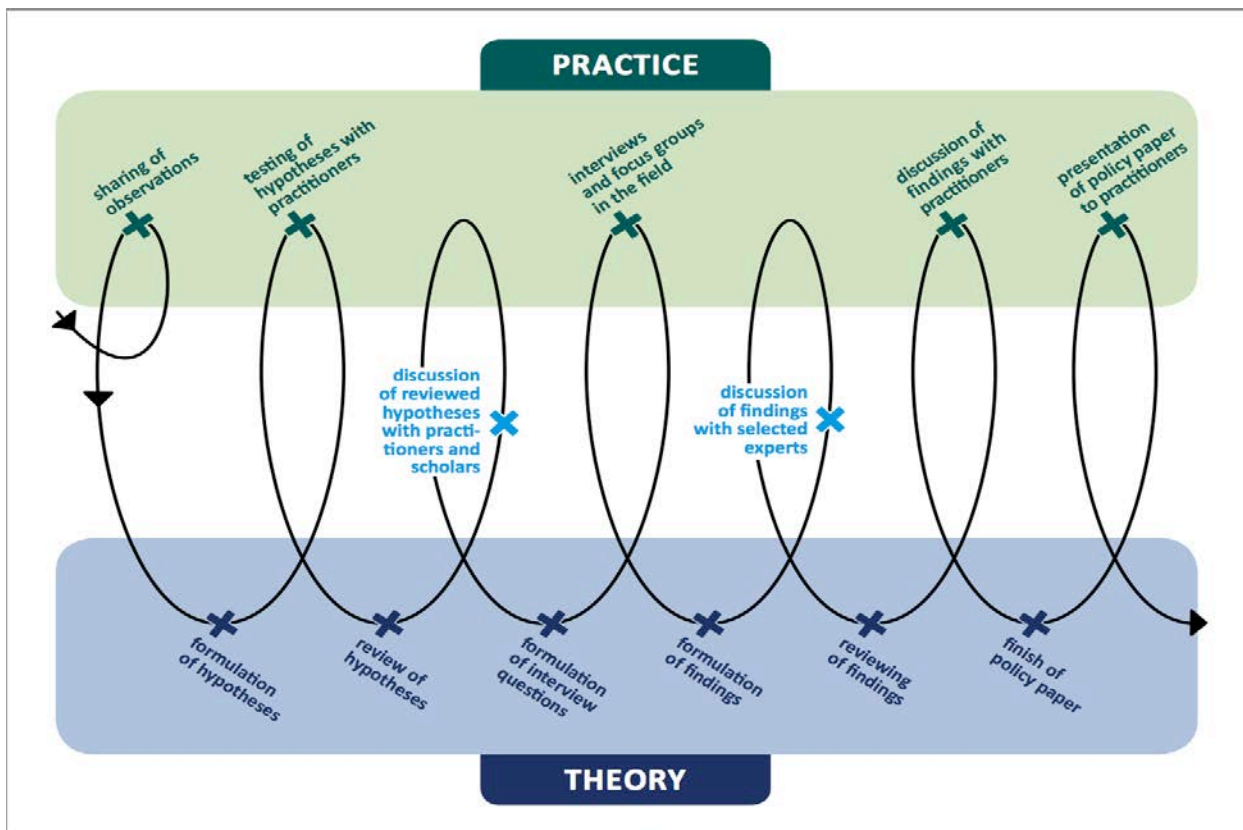 PRACTICE
sharing of
observations
testing of
hypotheses with
practitioners
interviews
and focus groups
in the field
discussion of
findings with
practitioners
presentation
of policy paper
to practitioners
discussion
of reviewed
hypotheses
with practi-
tioners and
scholars
discussion
of findings
with selected
experts
formulation
of hypotheses
review of
hypotheses
formulation
of interview
questions
formulation
of findings
reviewing
of findings
finish of
policy paper
THEORY